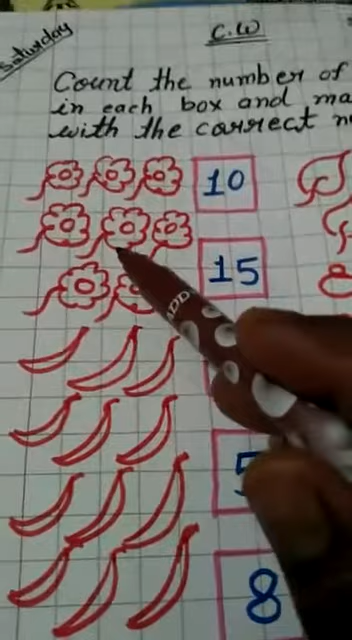 Saturday
C.W
Count the number of
in each box and ma
with the correct n
10
15
5
8